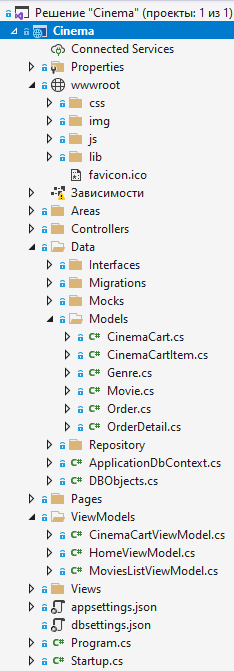 Решение "Cinema" (проекты: 1 из 1)
Cinema
Connected Services
Properties
wwwroot
css
img
js
lib
favicon.ico
Зависимости
Areas
Controllers
Data
Interfaces
Migrations
Mocks
Models
C# CinemaCart.cs
C# CinemaCartItem.cs
C# Genre.cs
C# Movie.cs
C# Order.cs
C# OrderDetail.cs
Repository
C# ApplicationDbContext.cs
C# DBObjects.cs
Pages
ViewModels
C# CinemaCartViewModel.cs
C# HomeViewModel.cs
C# MoviesListViewModel.cs
Views
appsettings.json
dbsettings.json
C# Program.cs
C# Startup.cs